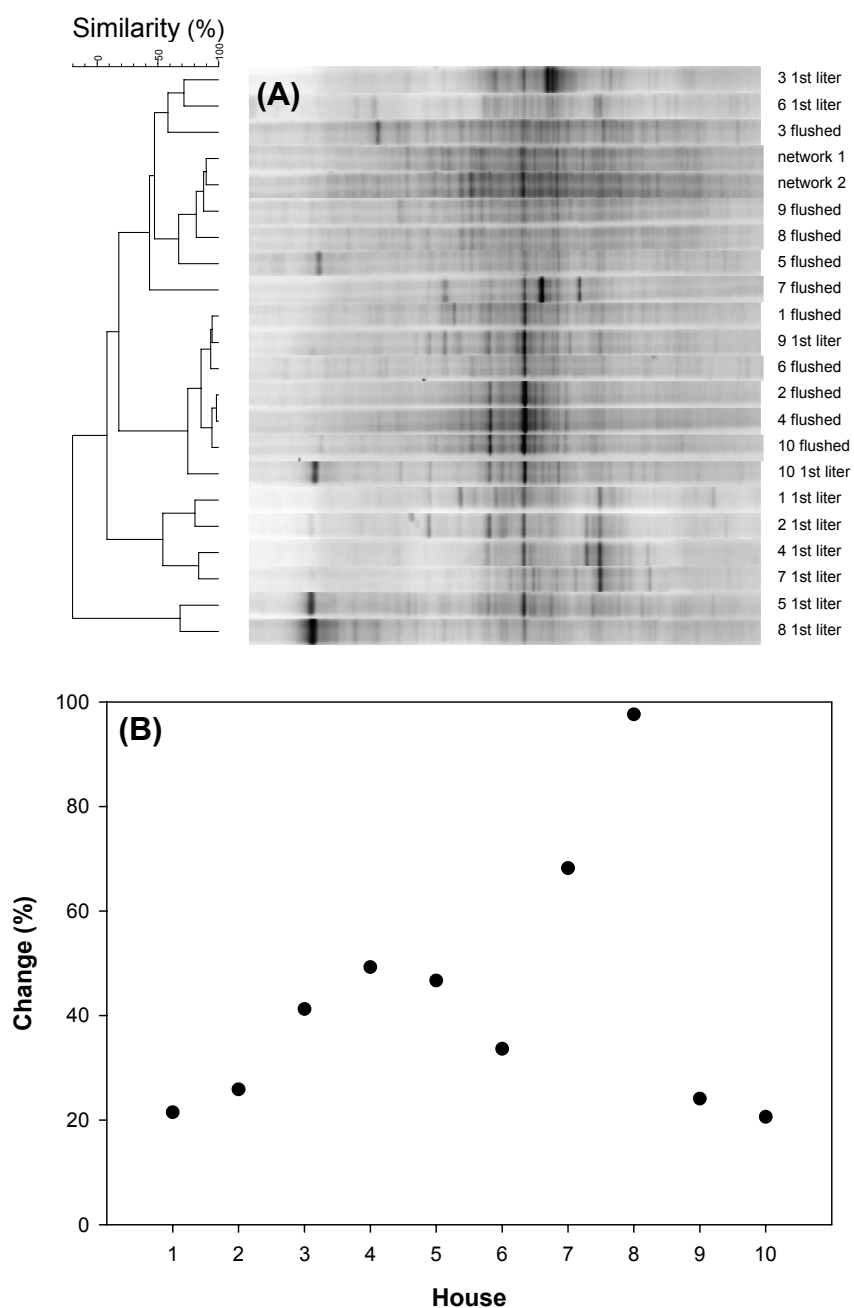 Similarity (%)
0
50
100
(A)
3 1st liter
6 1st liter
3 flushed
network 1
network 2
9 flushed
8 flushed
5 flushed
7 flushed
1 flushed
9 1st liter
6 flushed
2 flushed
4 flushed
10 flushed
10 1st liter
1 1st liter
2 1st liter
4 1st liter
7 1st liter
5 1st liter
8 1st liter
(B)
100
80
60
40
20
0
Change (%)
1 2 3 4 5 6 7 8 9 10
House